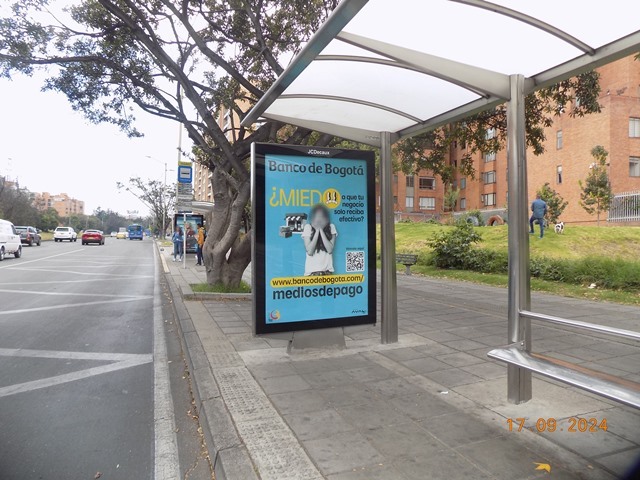 JCDecaux
Banco de Bogotá
¿MIEDO
a que tu
negocio
solo reciba
efectivo?
www.bancodebogota.com/
mediosdepago
17 09 2024